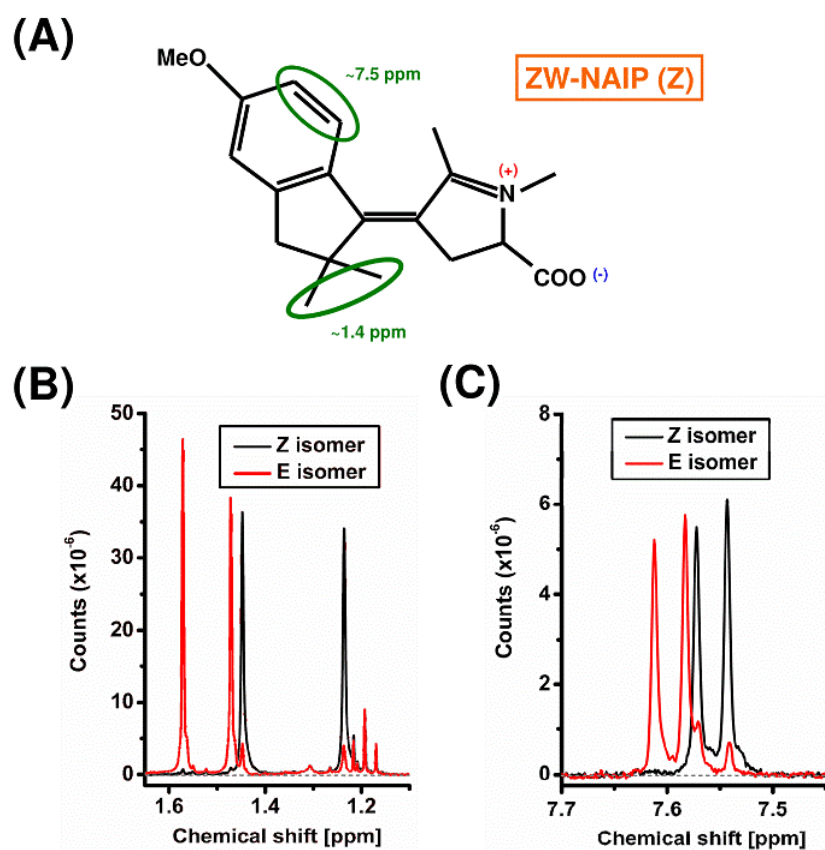 (A)
MeO
~7.5 ppm
ZW-NAIP (Z)
(+)
N
COO (-)
~1.4 ppm
(B)
(C)
50
40
30
20
10
0
Counts (x10-6)
Z isomer
E isomer
1.6 1.4 1.2
Chemical shift [ppm]
8
6
4
2
0
Counts (x10-6)
Z isomer
E isomer
7.7 7.6 7.5
Chemical shift [ppm]